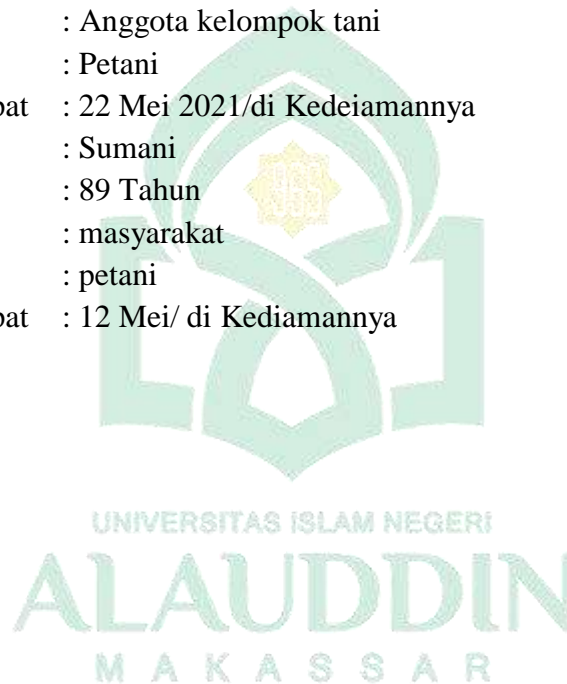 : Anggota kelompok tani
: Petani
pat : 22 Mei 2021/di Kedeiamannya
: Sumani
: 89 Tahun
: masyarakat
: petani
pat : 12 Mei/ di Kediamannya
UNIVERSITAS ISLAM NEGERI
ALAUDDIN
MAKASSAR